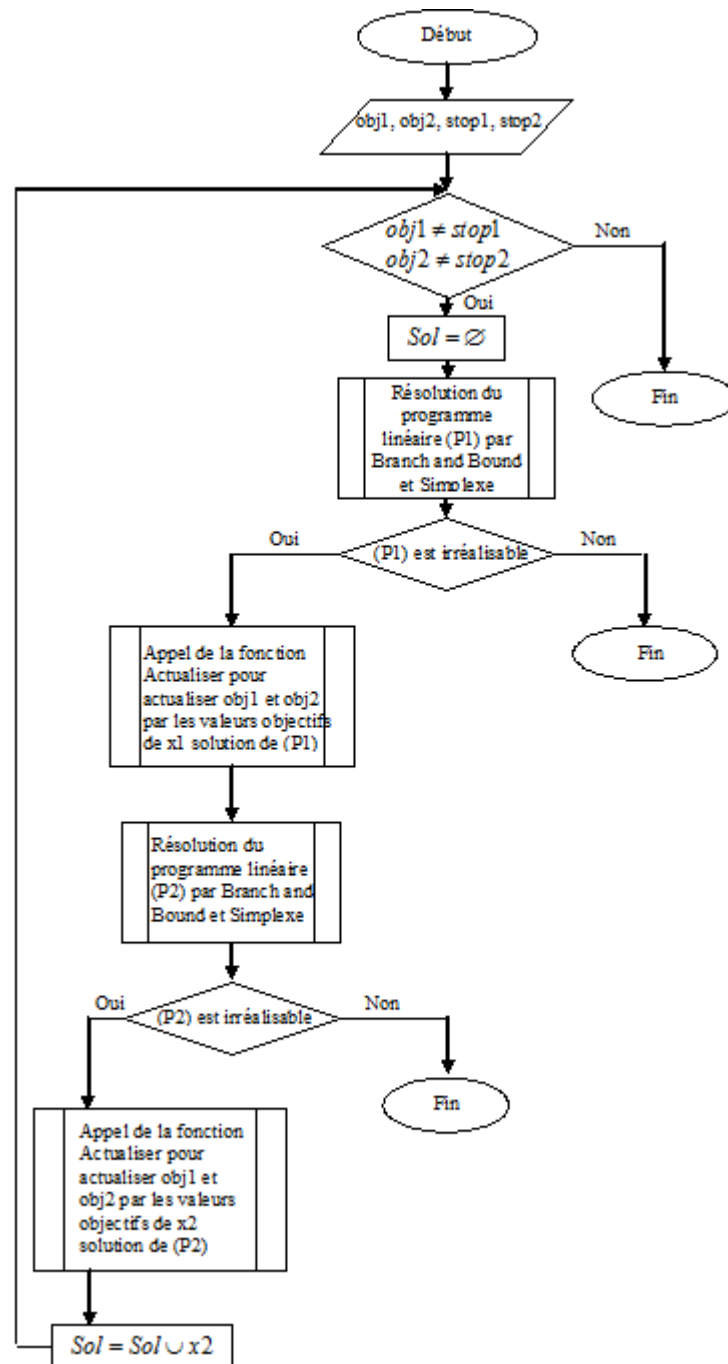 Début
obj1, obj2, stop1, stop2
obj1 ≠ stop1
obj2 ≠ stop2
Non
Oui
Sol = ∅
Fin
Résolution du
programme
linéaire (P1) par
Branch and Bound
et Simplexe
Oui
(P1) est irréalisable
Non
Fin
Appel de la fonction
Actualiser pour
actualiser obj1 et obj2
par les valeurs objectifs
de x1 solution de (P1)
Résolution du
programme linéaire
(P2) par Branch and
Bound et Simplexe
Oui
(P2) est irréalisable
Non
Fin
Appel de la fonction
Actualiser pour
actualiser obj1 et
obj2 par les valeurs
objectifs de x2
solution de (P2)
Sol = Sol ∪ x2